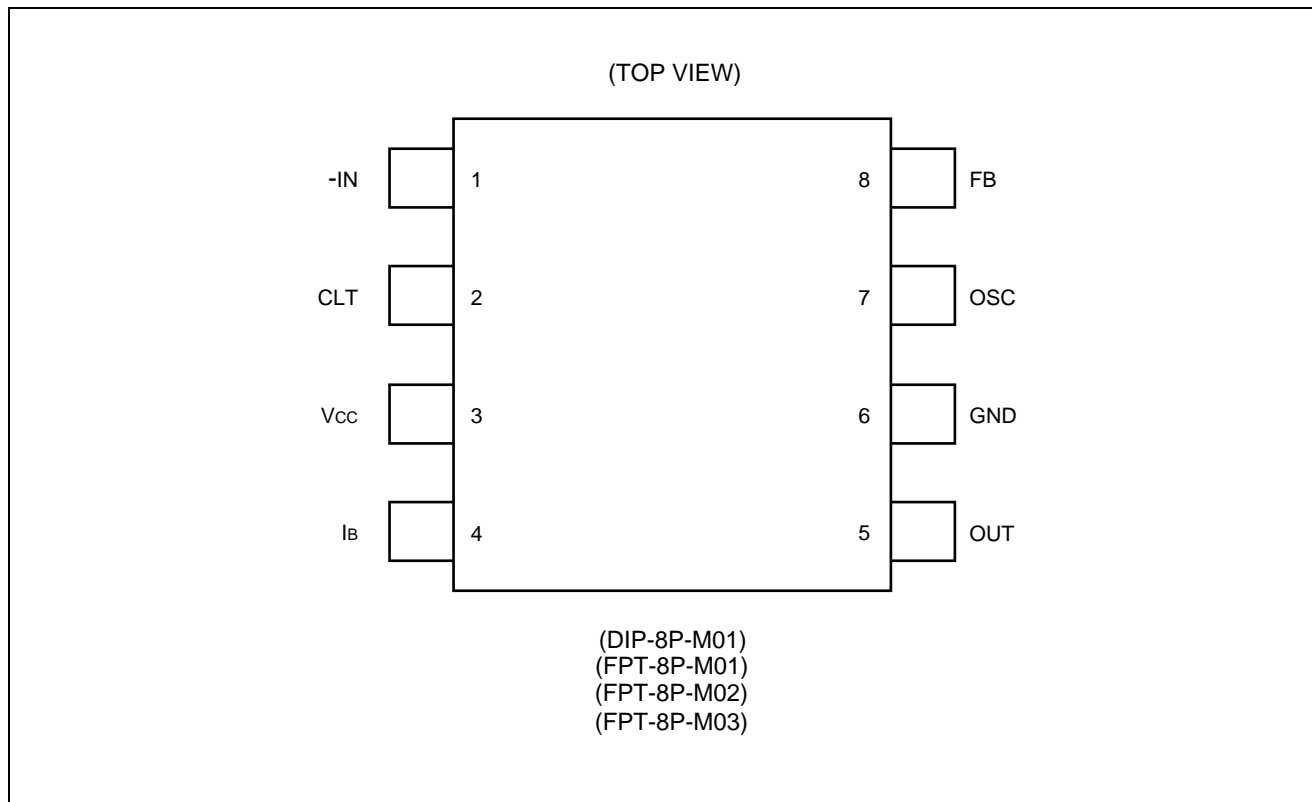 (TOP VIEW)
-IN 1 8 FB
CLT 2 7 OSC
VCC 3 6 GND
IB 4 5 OUT
(DIP-8P-M01)
(FPT-8P-M01)
(FPT-8P-M02)
(FPT-8P-M03)